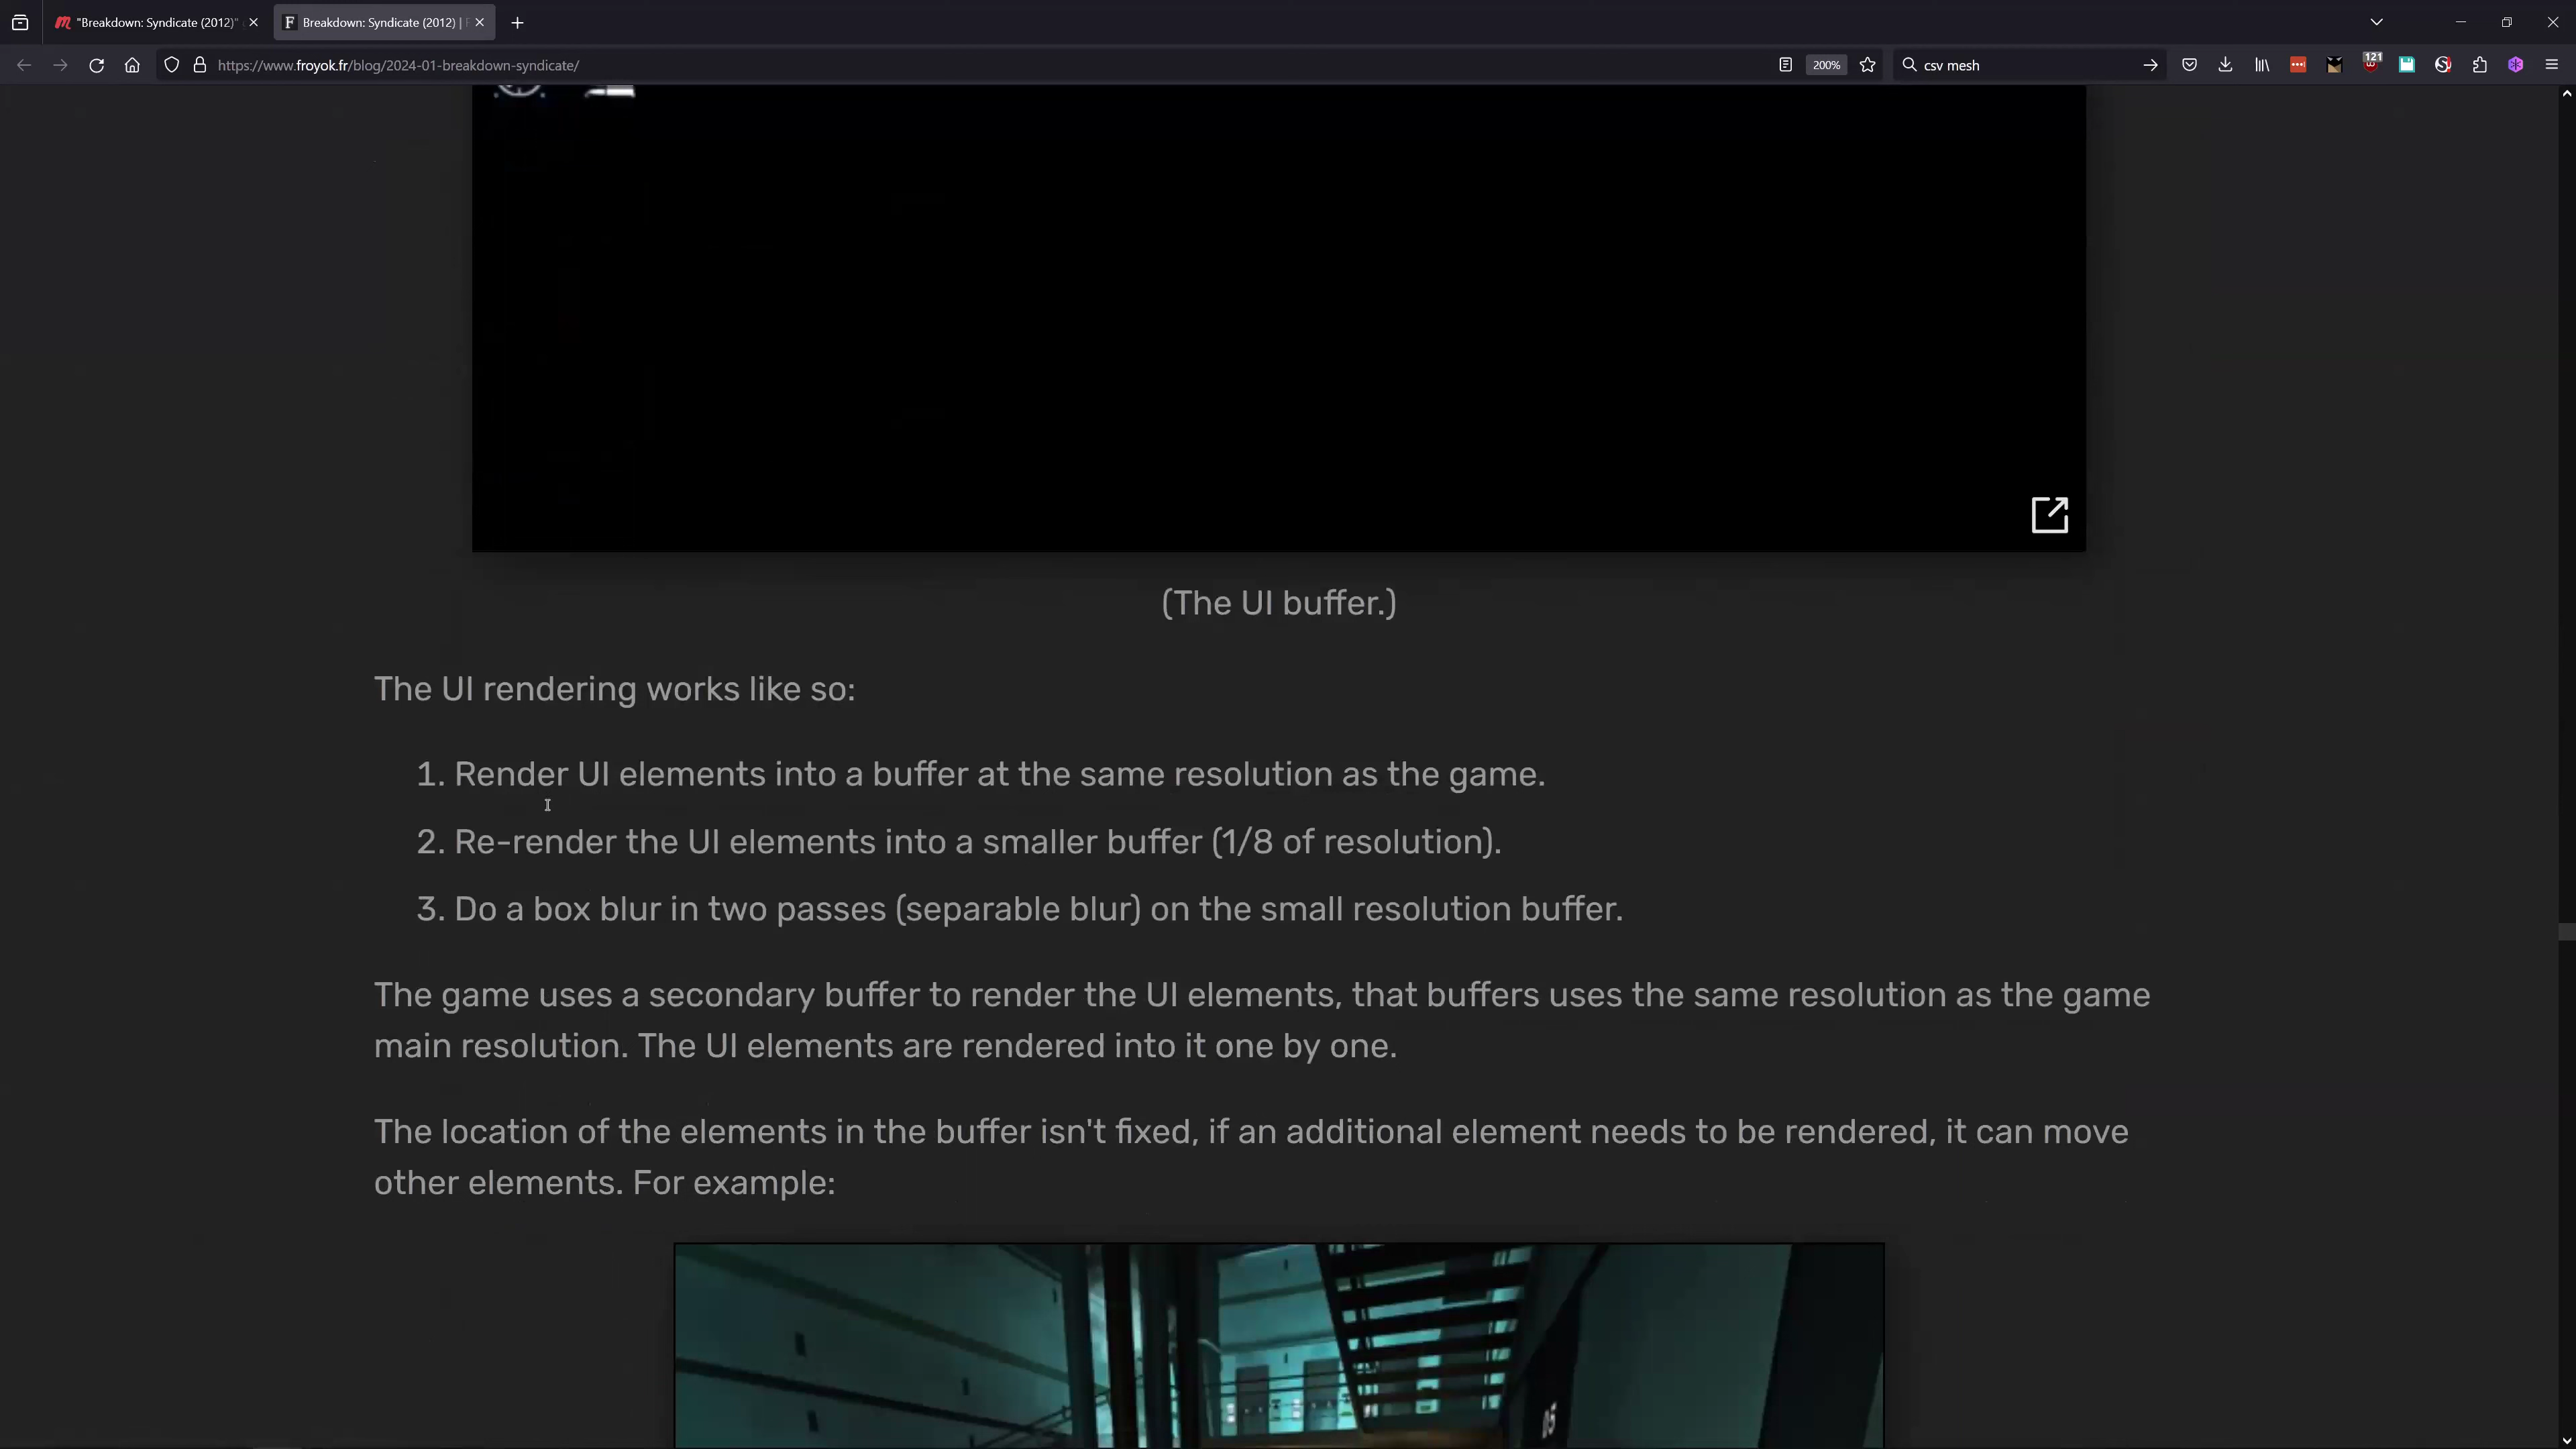 "Breakdown: Syndicate (2012)"
Breakdown: Syndicate (2012) | F
https://www.froyok.fr/blog/2024-01-breakdown-syndicate/
200%
csv mesh
121
(The UI buffer.)
The UI rendering works like so:
1. Render UI elements into a buffer at the same resolution as the game.
2. Re-render the UI elements into a smaller buffer (1/8 of resolution).
3. Do a box blur in two passes (separable blur) on the small resolution buffer.
The game uses a secondary buffer to render the UI elements, that buffers uses the same resolution as the game
main resolution. The UI elements are rendered into it one by one.
The location of the elements in the buffer isn't fixed, if an additional element needs to be rendered, it can move
other elements. For example:
05